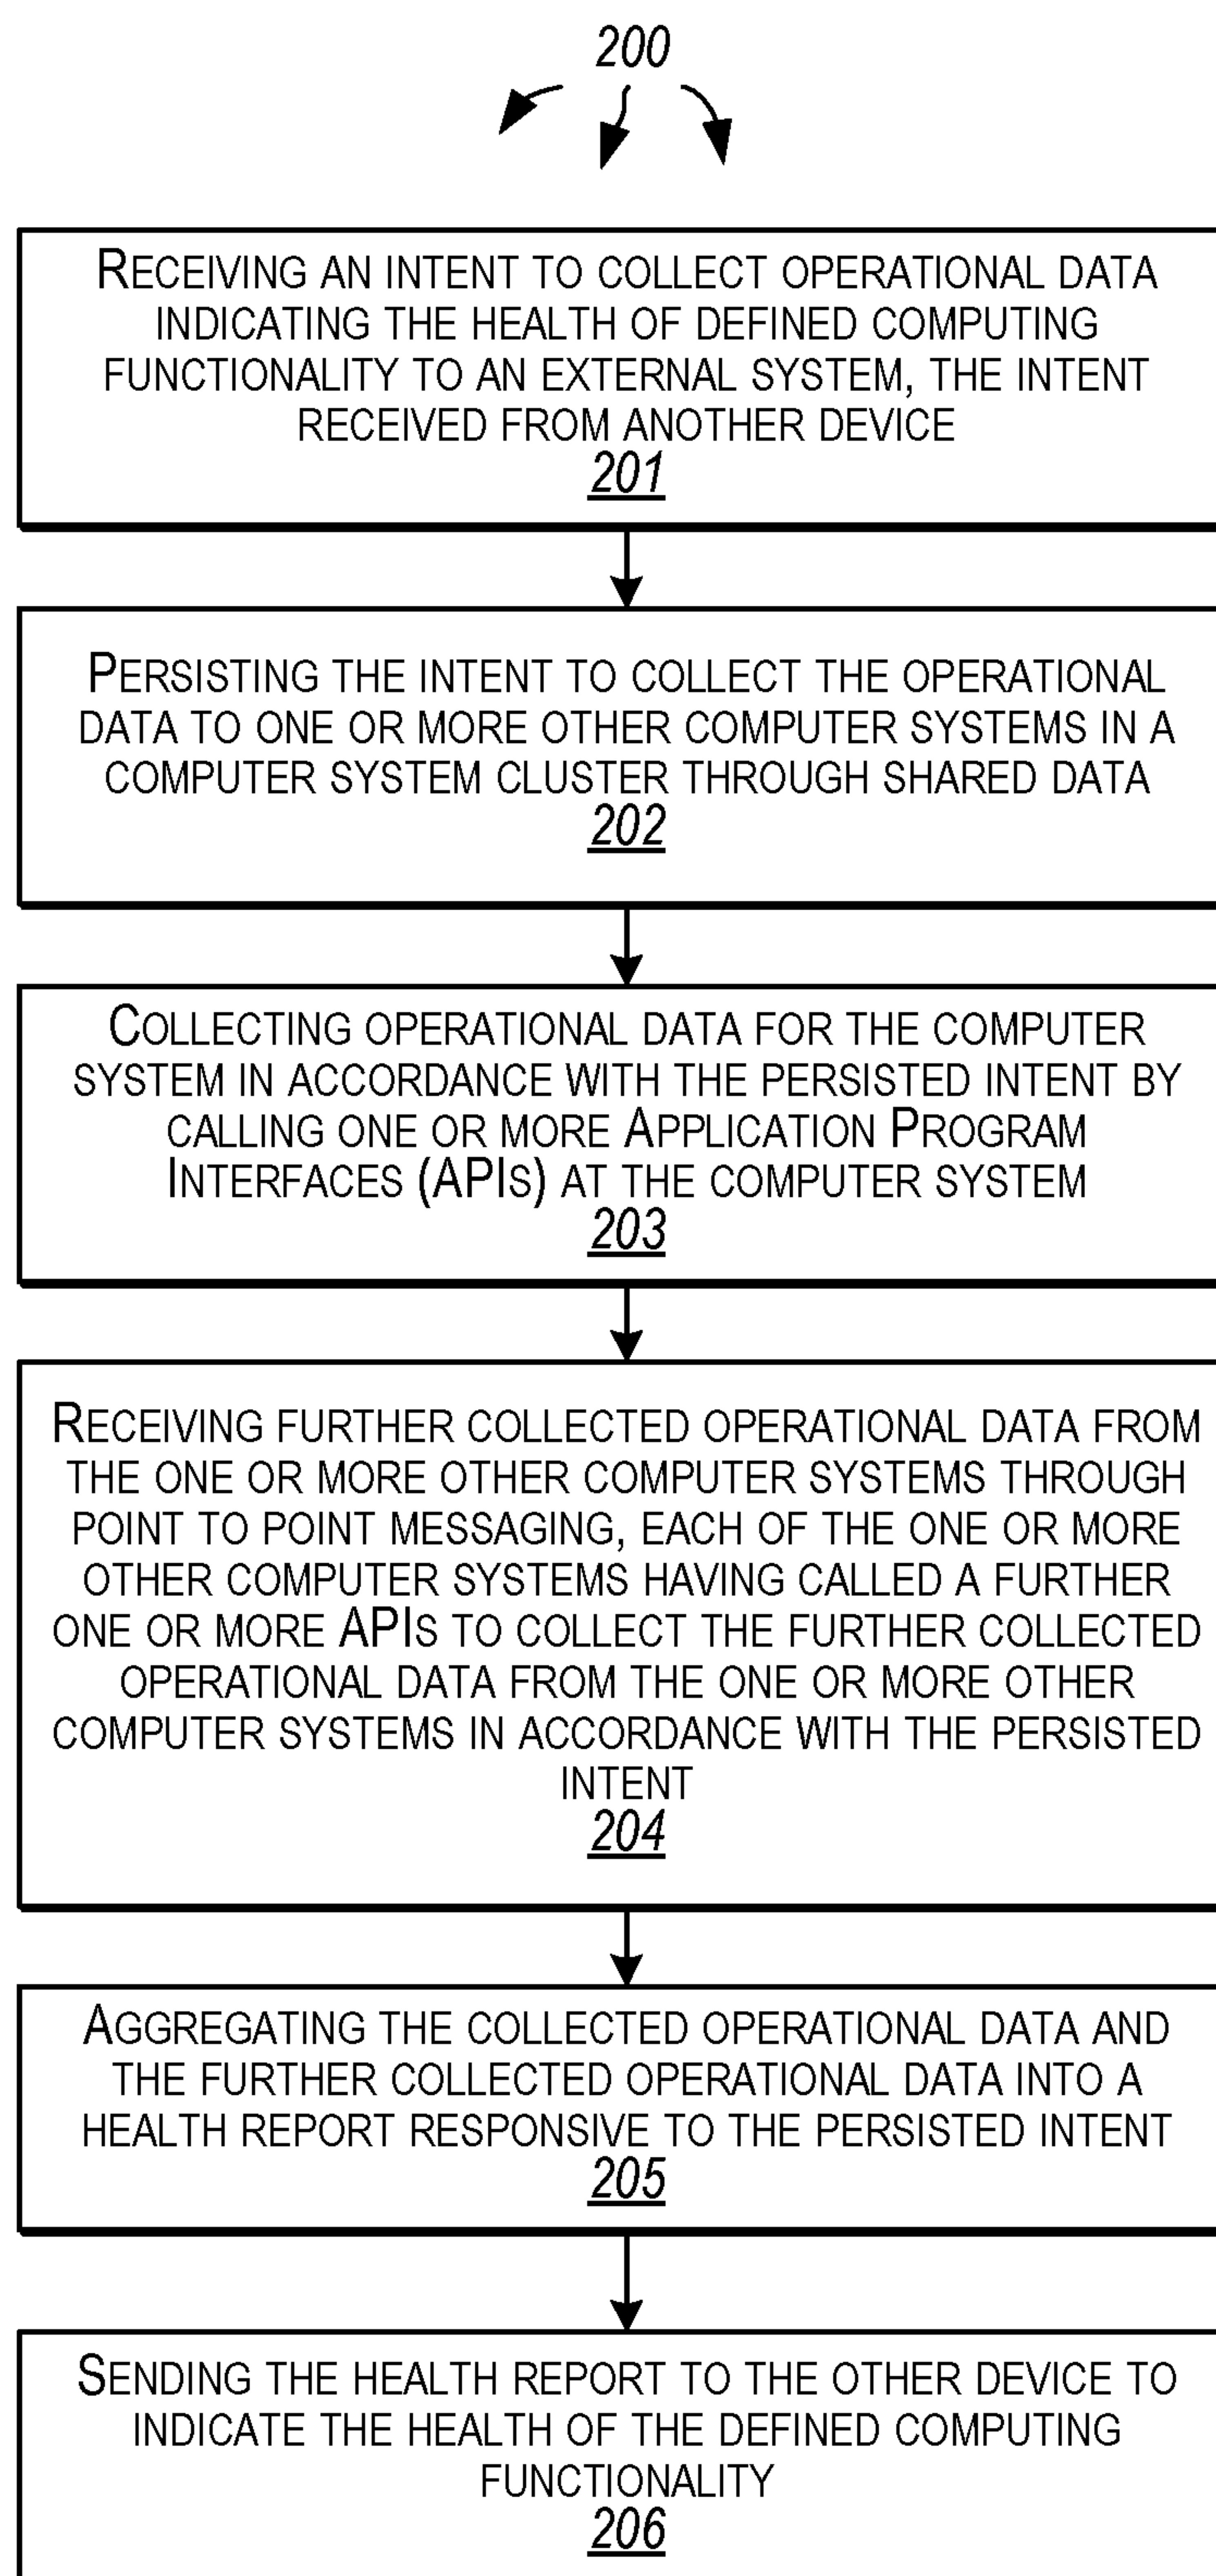 200
RECEIVING AN INTENT TO COLLECT OPERATIONAL DATA
INDICATING THE HEALTH OF DEFINED COMPUTING
FUNCTIONALITY TO AN EXTERNAL SYSTEM, THE INTENT
RECEIVED FROM ANOTHER DEVICE
201
PERSISTING THE INTENT TO COLLECT THE OPERATIONAL
DATA TO ONE OR MORE OTHER COMPUTER SYSTEMS IN A
COMPUTER SYSTEM CLUSTER THROUGH SHARED DATA
202
COLLECTING OPERATIONAL DATA FOR THE COMPUTER
SYSTEM IN ACCORDANCE WITH THE PERSISTED INTENT BY
CALLING ONE OR MORE APPLICATION PROGRAM
INTERFACES (APIS) AT THE COMPUTER SYSTEM
203
RECEIVING FURTHER COLLECTED OPERATIONAL DATA FROM
THE ONE OR MORE OTHER COMPUTER SYSTEMS THROUGH
POINT TO POINT MESSAGING, EACH OF THE ONE OR MORE
OTHER COMPUTER SYSTEMS HAVING CALLED A FURTHER
ONE OR MORE APIS TO COLLECT THE FURTHER COLLECTED
OPERATIONAL DATA FROM THE ONE OR MORE OTHER
COMPUTER SYSTEMS IN ACCORDANCE WITH THE PERSISTED
INTENT
204
AGGREGATING THE COLLECTED OPERATIONAL DATA AND
THE FURTHER COLLECTED OPERATIONAL DATA INTO A
HEALTH REPORT RESPONSIVE TO THE PERSISTED INTENT
205
SENDING THE HEALTH REPORT TO THE OTHER DEVICE TO
INDICATE THE HEALTH OF THE DEFINED COMPUTING
FUNCTIONALITY
206